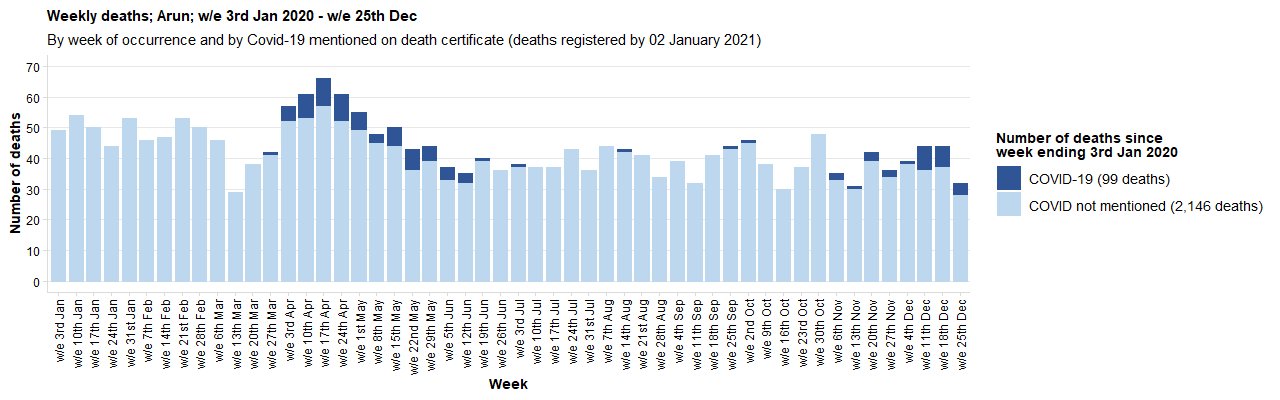 Weekly deaths; Arun; w/e 3rd Jan 2020 - w/e 25th Dec
By week of occurrence and by Covid-19 mentioned on death certificate (deaths registered by 02 January 2021)
Number of deaths
70
60
50
40
30
20
10
0
w/e 3rd Jan
w/e 10th Jan
w/e 17th Jan
w/e 24th Jan
w/e 31st Jan
w/e 7th Feb
w/e 14th Feb
w/e 21st Feb
w/e 28th Feb
w/e 6th Mar
w/e 13th Mar
w/e 20th Mar
w/e 27th Mar
w/e 3rd Apr
w/e 10th Apr
w/e 17th Apr
w/e 24th Apr
w/e 1st May
w/e 8th May
w/e 15th May
w/e 22nd May
w/e 29th May
w/e 5th Jun
w/e 12th Jun
w/e 19th Jun
w/e 26th Jun
w/e 3rd Jul
w/e 10th Jul
w/e 17th Jul
w/e 24th Jul
w/e 31st Jul
w/e 7th Aug
w/e 14th Aug
w/e 21st Aug
w/e 28th Aug
w/e 4th Sep
w/e 11th Sep
w/e 18th Sep
w/e 25th Sep
w/e 2nd Oct
w/e 9th Oct
w/e 16th Oct
w/e 23rd Oct
w/e 30th Oct
w/e 6th Nov
w/e 13th Nov
w/e 20th Nov
w/e 27th Nov
w/e 4th Dec
w/e 11th Dec
w/e 18th Dec
w/e 25th Dec
Week
Number of deaths since
week ending 3rd Jan 2020
COVID-19 (99 deaths)
COVID not mentioned (2,146 deaths)